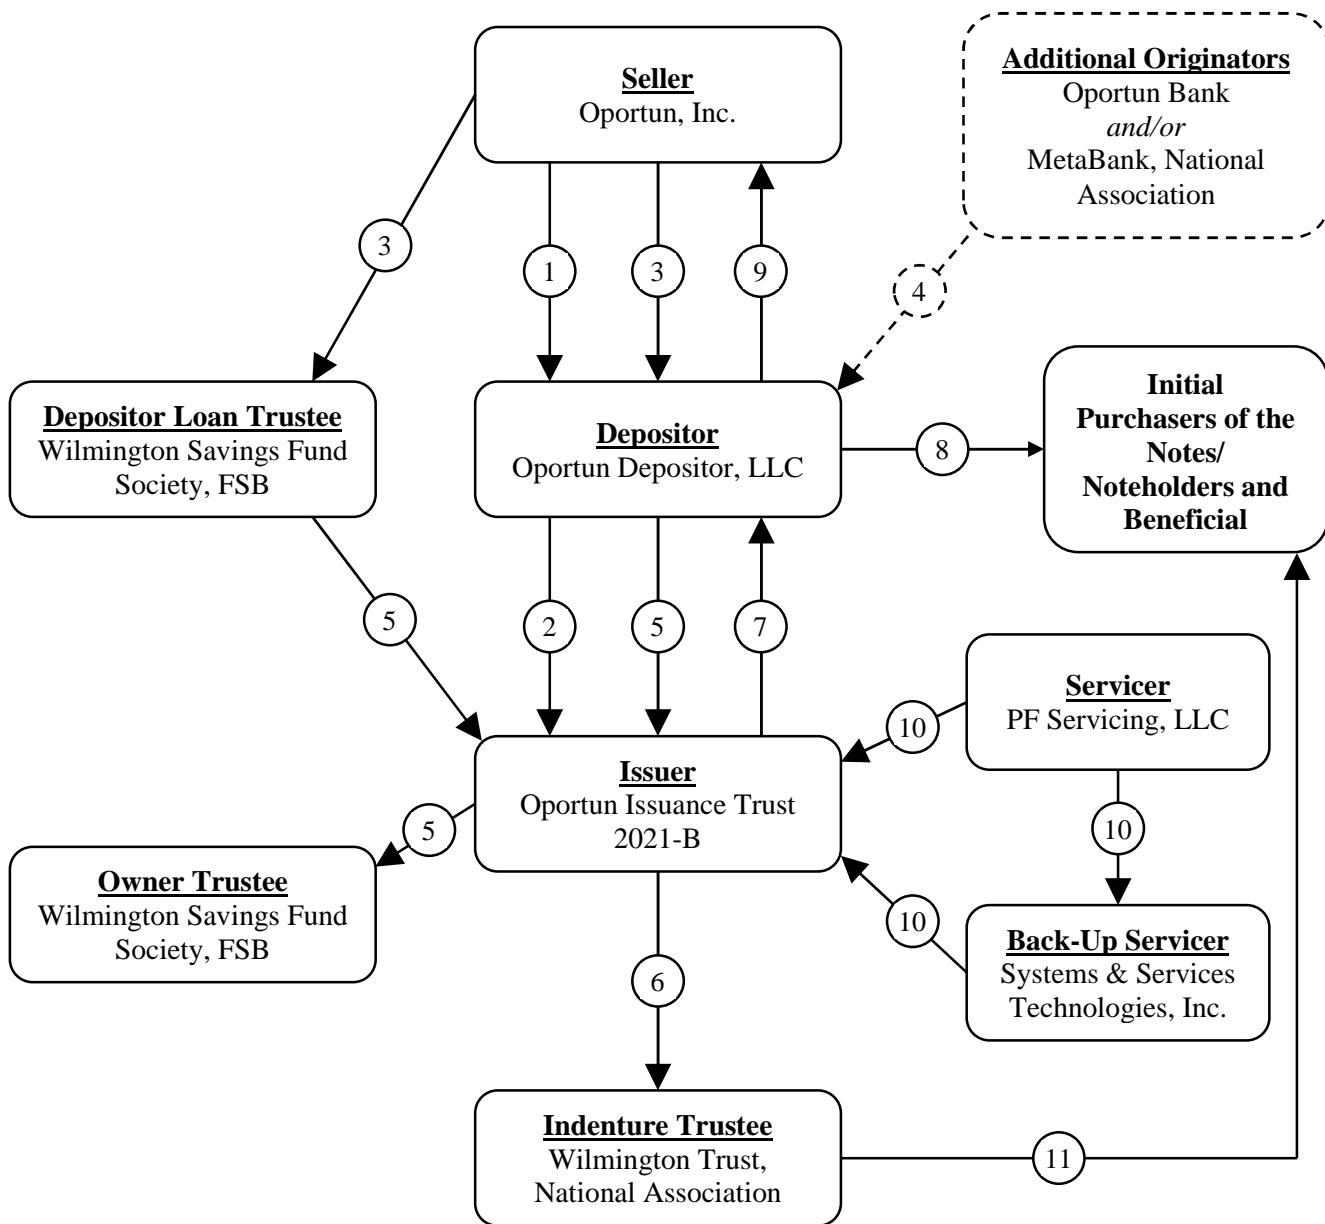 Seller
Oportun, Inc.
Additional Originators
Oportun Bank
and/or
MetaBank, National
Association
3
1
3
9
4
Depositor Loan Trustee
Wilmington Savings Fund
Society, FSB
Depositor
Oportun Depositor, LLC
8
Initial
Purchasers of the
Notes/
Noteholders and
Beneficial
5
2
5
7
Servicer
PF Servicing, LLC
10
Issuer
Oportun Issuance Trust
2021-B
5
10
Owner Trustee
Wilmington Savings Fund
Society, FSB
10
Back-Up Servicer
Systems & Services
Technologies, Inc.
6
Indenture Trustee
Wilmington Trust,
National Association
11